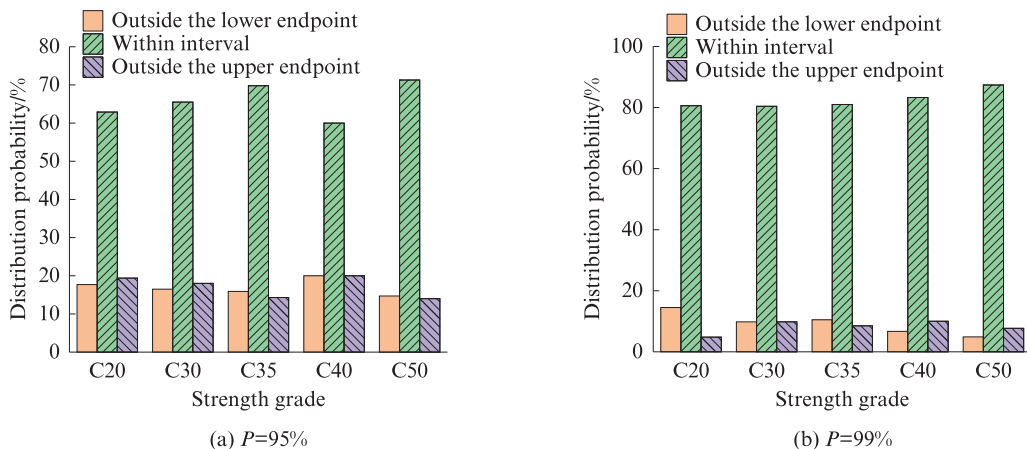 Outside the lower endpoint
Within interval
Outside the upper endpoint
Distribution probability/%
80
70
60
50
40
30
20
10
0
C20 C30 C35 C40 C50
Strength grade
(a) P=95%
Outside the lower endpoint
Within interval
Outside the upper endpoint
Distribution probability/%
100
80
60
40
20
0
C20 C30 C35 C40 C50
Strength grade
(b) P=99%